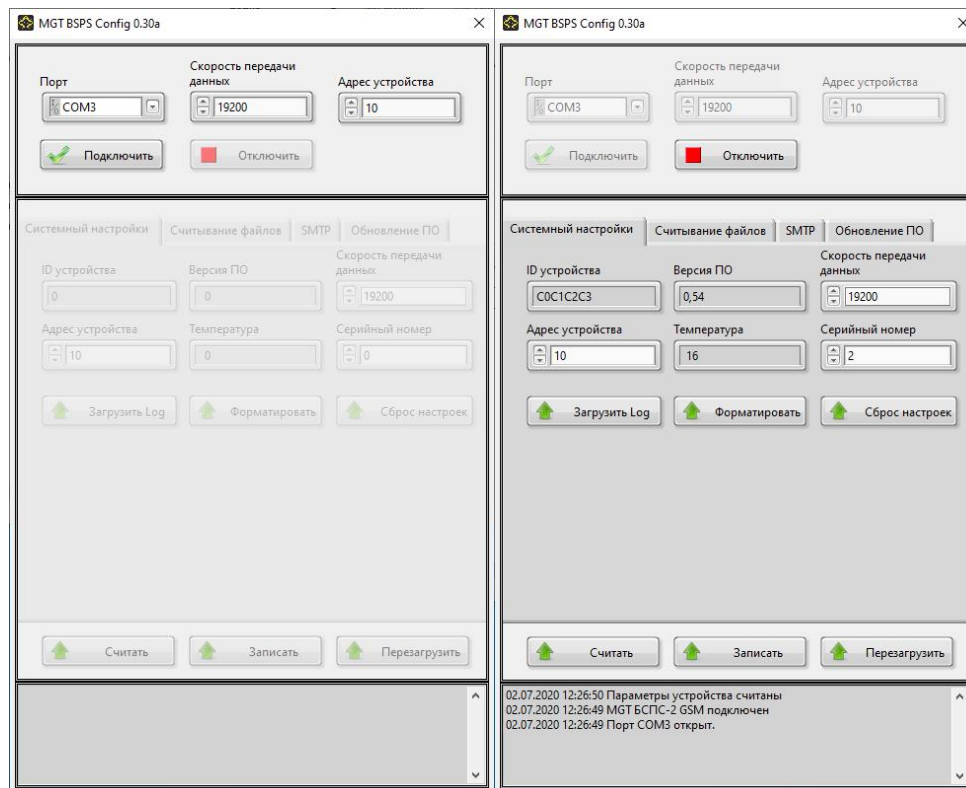 MGT BSPS Config 0.30a
Порт
Скорость передачи данных
Адрес устройства
COM3
19200
10
Подключить
Отключить
Системный настройки
Считывание файлов
SMTP
Обновление ПО
ID устройства
Версия ПО
Скорость передачи данных
0
0
19200
Адрес устройства
Температура
Серийный номер
10
0
0
Загрузить Log
Форматировать
Сброс настроек
Считать
Записать
Перезагрузить
MGT BSPS Config 0.30a
Порт
Скорость передачи данных
Адрес устройства
COM3
19200
10
Подключить
Отключить
Системный настройки
Считывание файлов
SMTP
Обновление ПО
ID устройства
Версия ПО
Скорость передачи данных
C0C1C2C3
0,54
19200
Адрес устройства
Температура
Серийный номер
10
16
2
Загрузить Log
Форматировать
Сброс настроек
Считать
Записать
Перезагрузить
02.07.2020 12:26:50 Параметры устройства считаны
02.07.2020 12:26:49 MGT БСПС-2 GSM подключен
02.07.2020 12:26:49 Порт COM3 открыт.